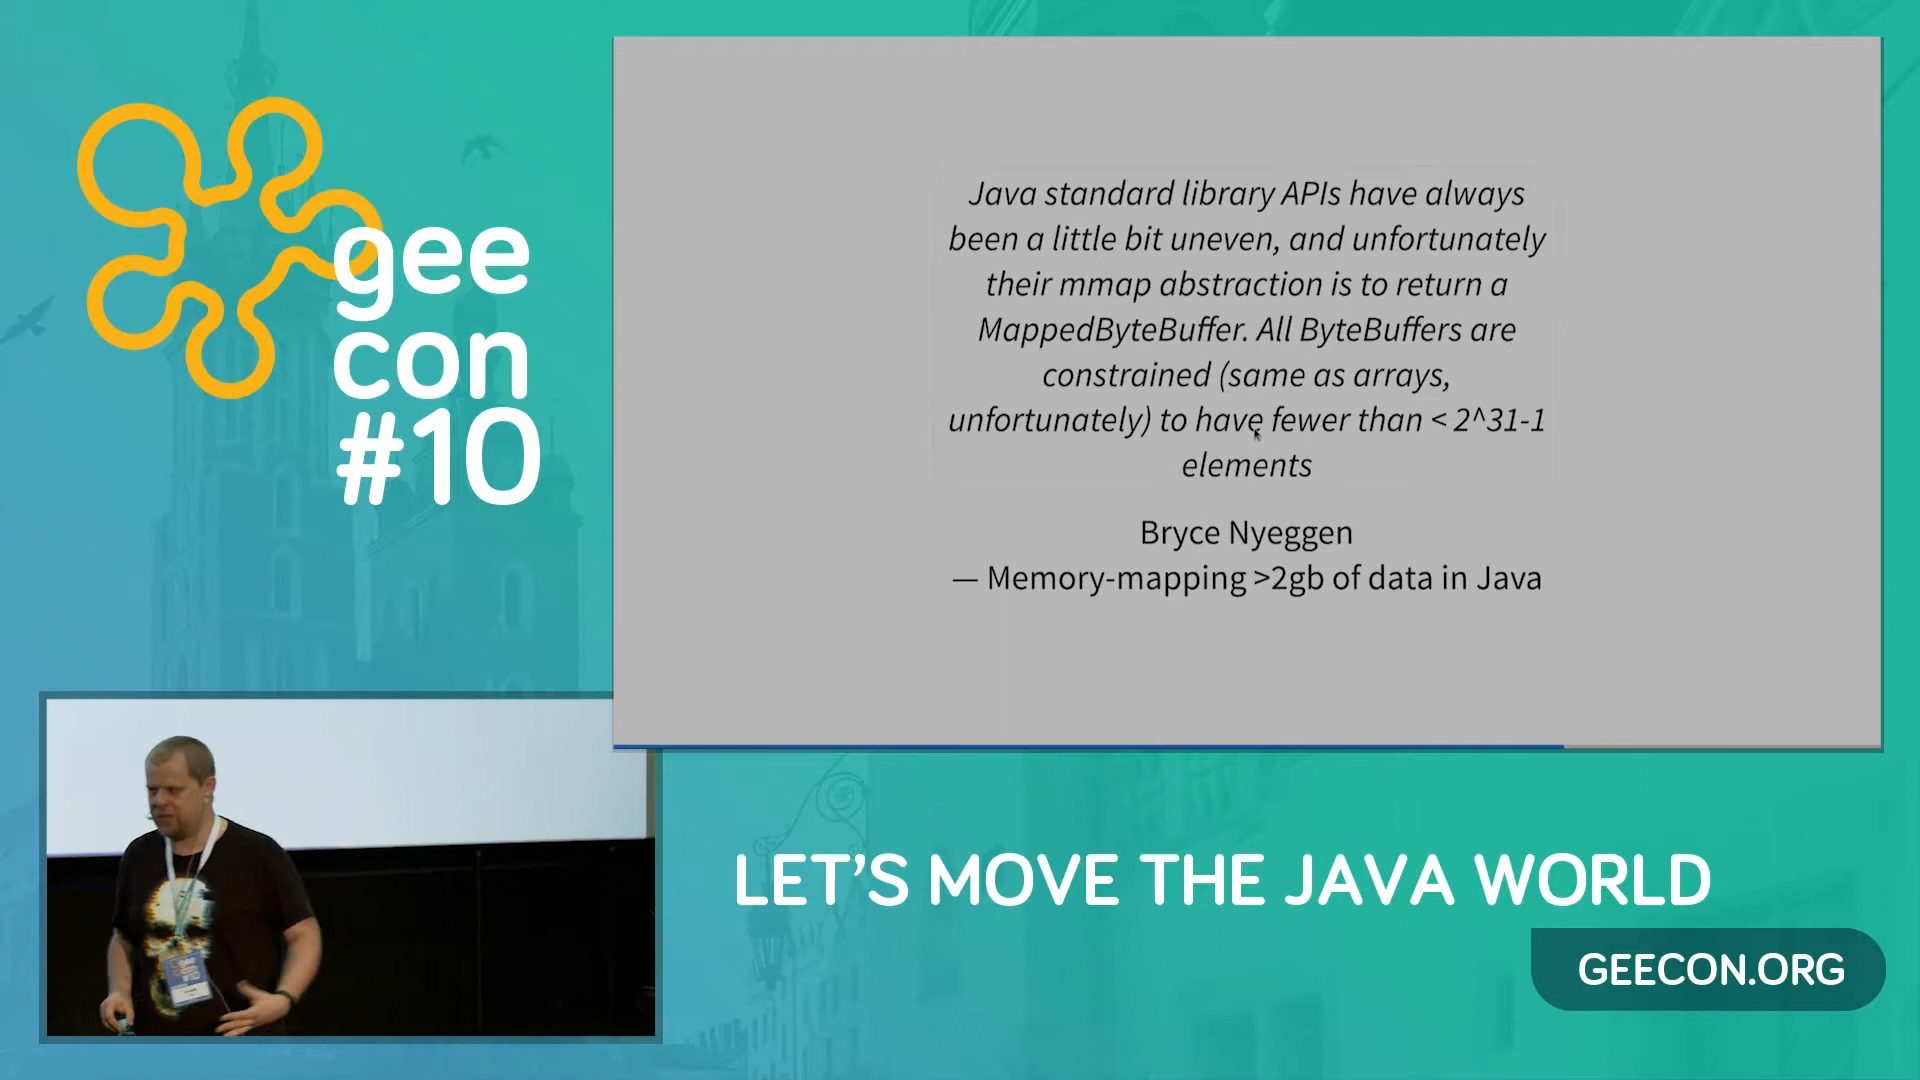 gee
con
#10
Java standard library APIs have always
been a little bit uneven, and unfortunately
their mmap abstraction is to return a
MappedByteBuffer. All ByteBuffers are
constrained (same as arrays,
unfortunately) to have fewer than < 2^31-1
elements
Bryce Nyeggen
— Memory-mapping >2gb of data in Java
LET'S MOVE THE JAVA WORLD
GEECON.ORG